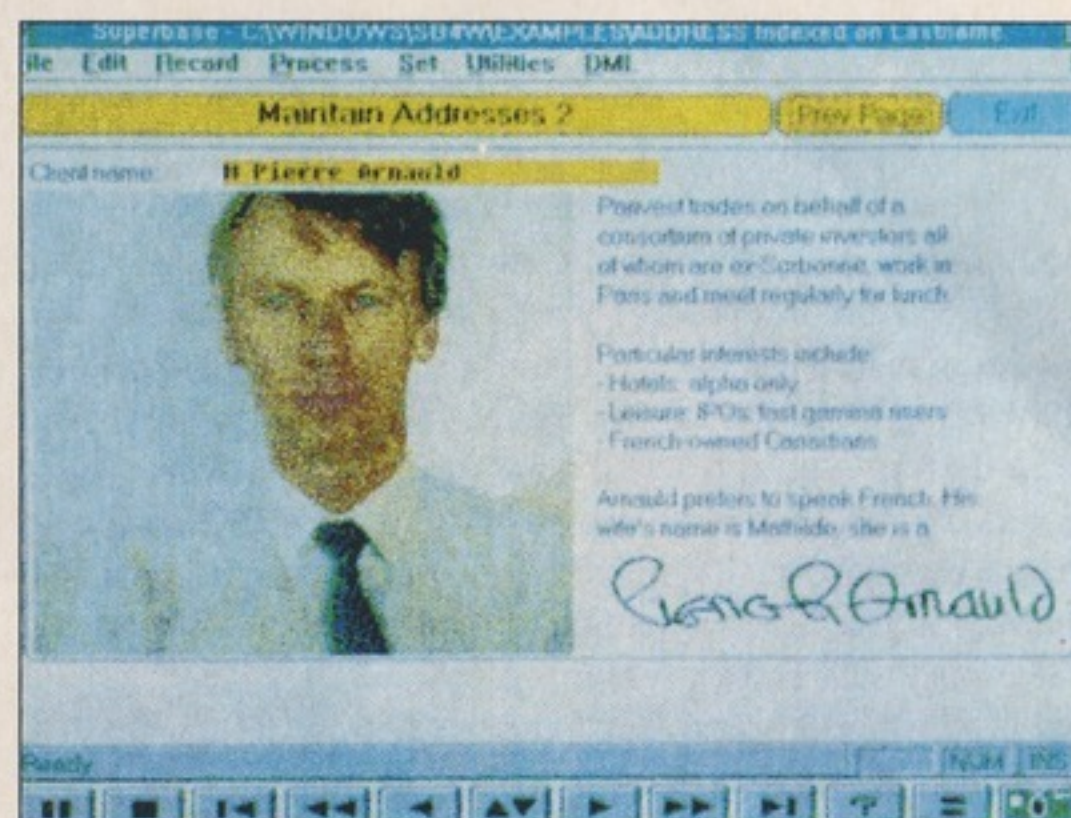 Superbase - C:\WINDOWS\SB4W\EXAMPLES\ADDRESS Indexed on Lastname
ile Edit Record Process Set Utilities DML
Maintain Addresses 2 Prev Page Exit
Client name: M Pierre Arnauld
trades on behalf of a
consortium of private investors all
of whom are ex-Sorbonne, work in
Paris and meet regularly for lunch.
Particular interests include:
- Hotels: alpha only
- Leisure: IPOs; fast gaming
- French-owned Canadians
Arnauld prefers to speak French. His
wife's name is Mathilde, she is a
Arnauld
Ready NUM INS
? =